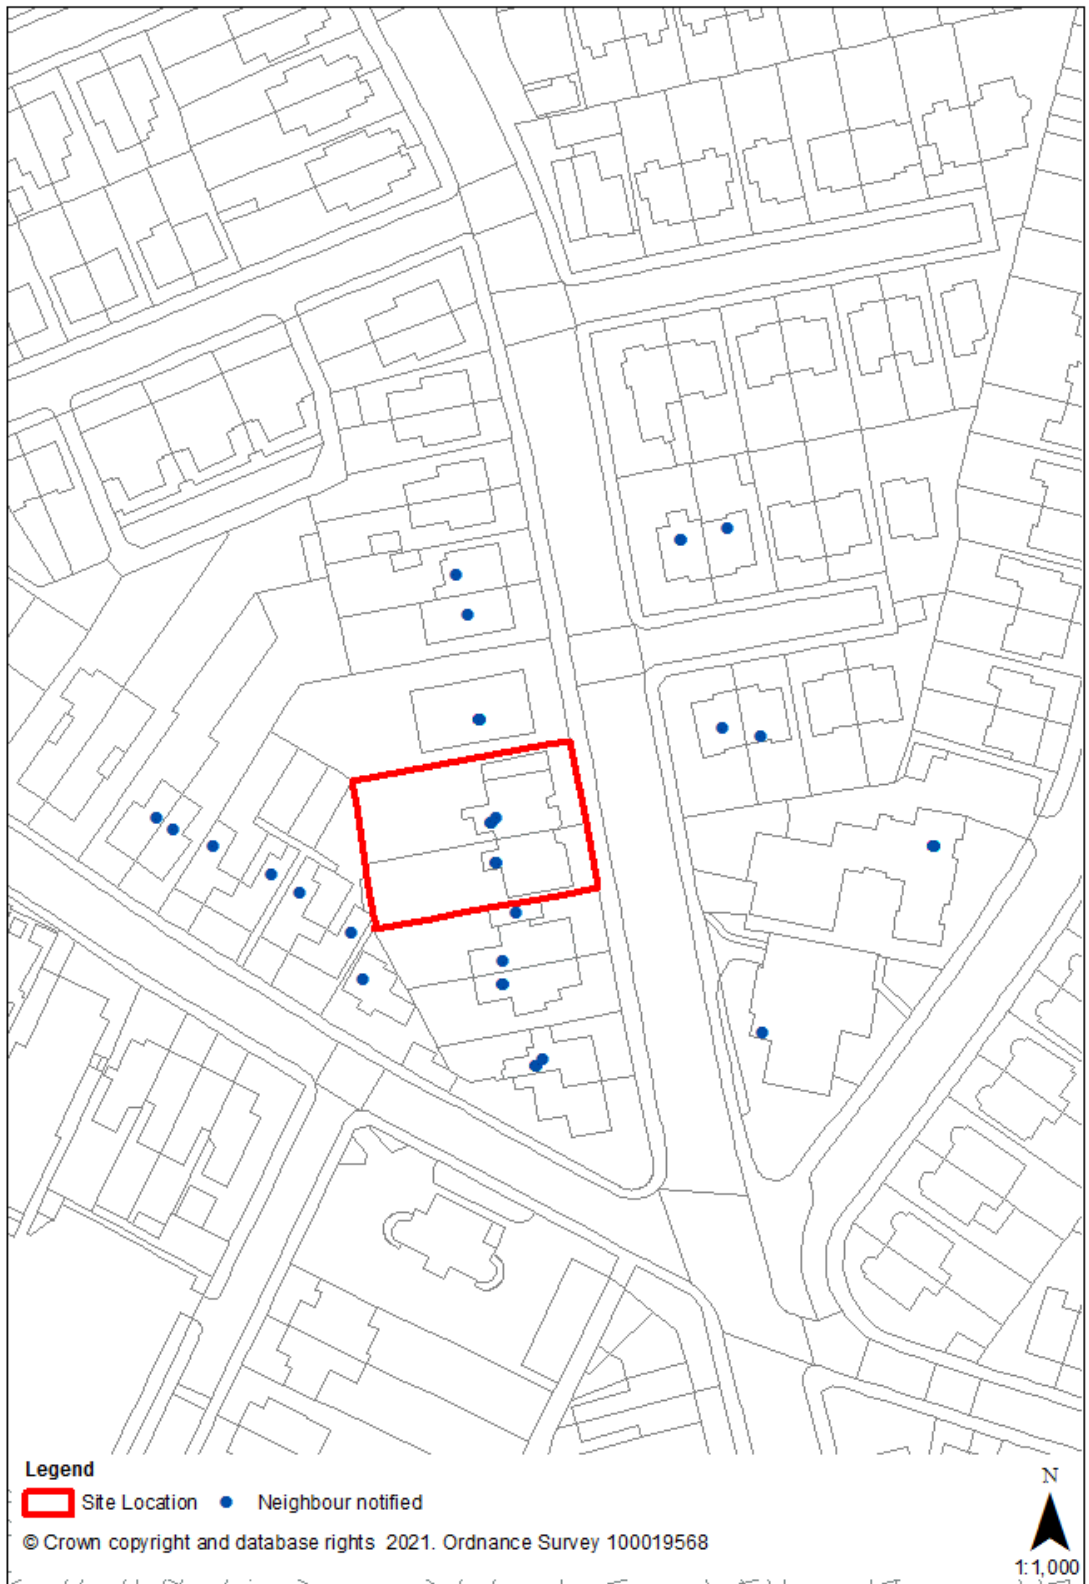 Legend
Site Location Neighbour notified
© Crown copyright and database rights 2021. Ordnance Survey 100019568
N
1:1,000